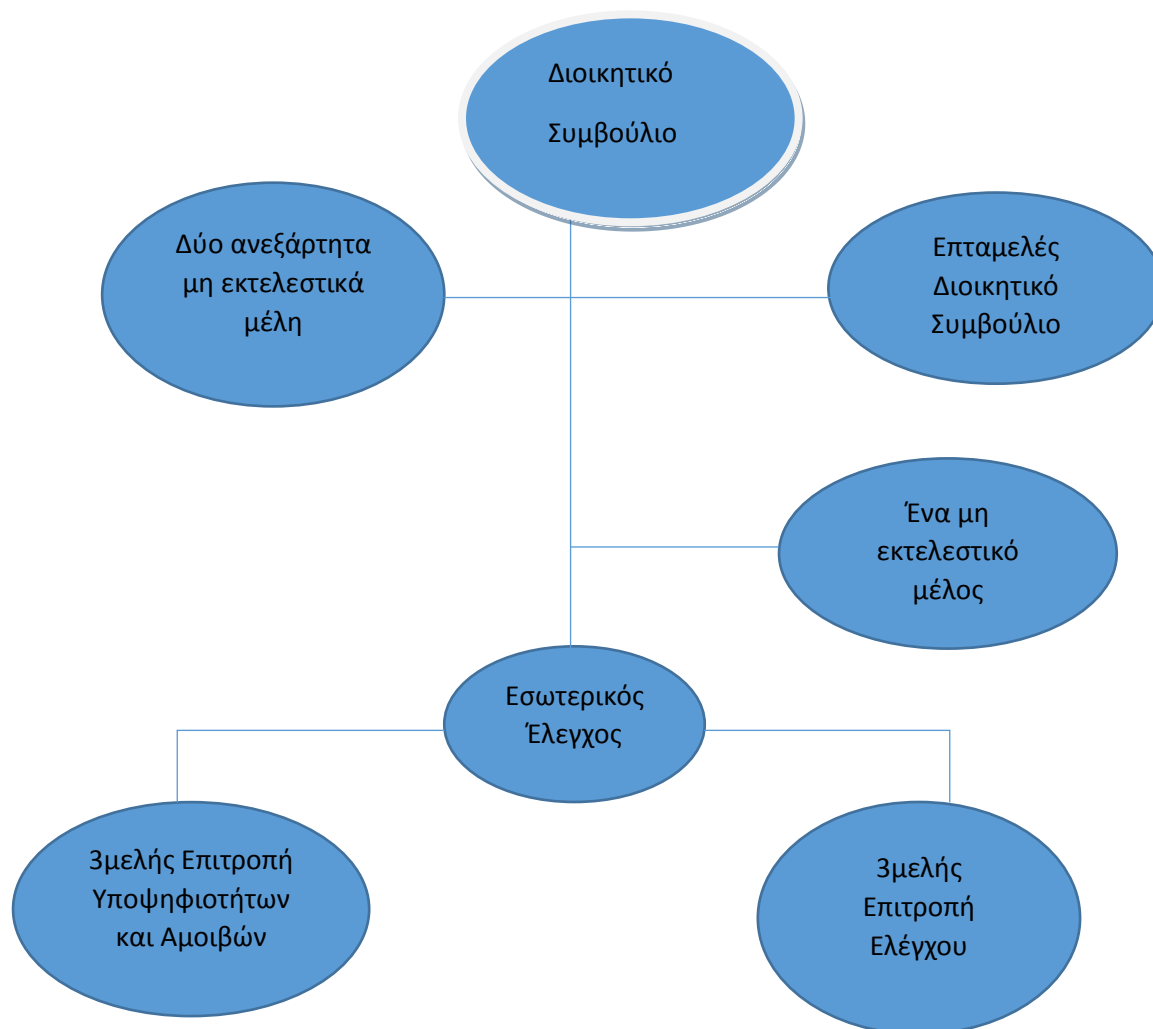 Διοικητικό
Συμβούλιο
Δύο ανεξάρτητα
μη εκτελεστικά
μέλη
Επταμελές
Διοικητικό
Συμβούλιο
Ένα μη
εκτελεστικό
μέλος
Εσωτερικός
Έλεγχος
3μελής Επιτροπή
Υποψηφιοτήτων
και Αμοιβών
3μελής
Επιτροπή
Ελέγχου